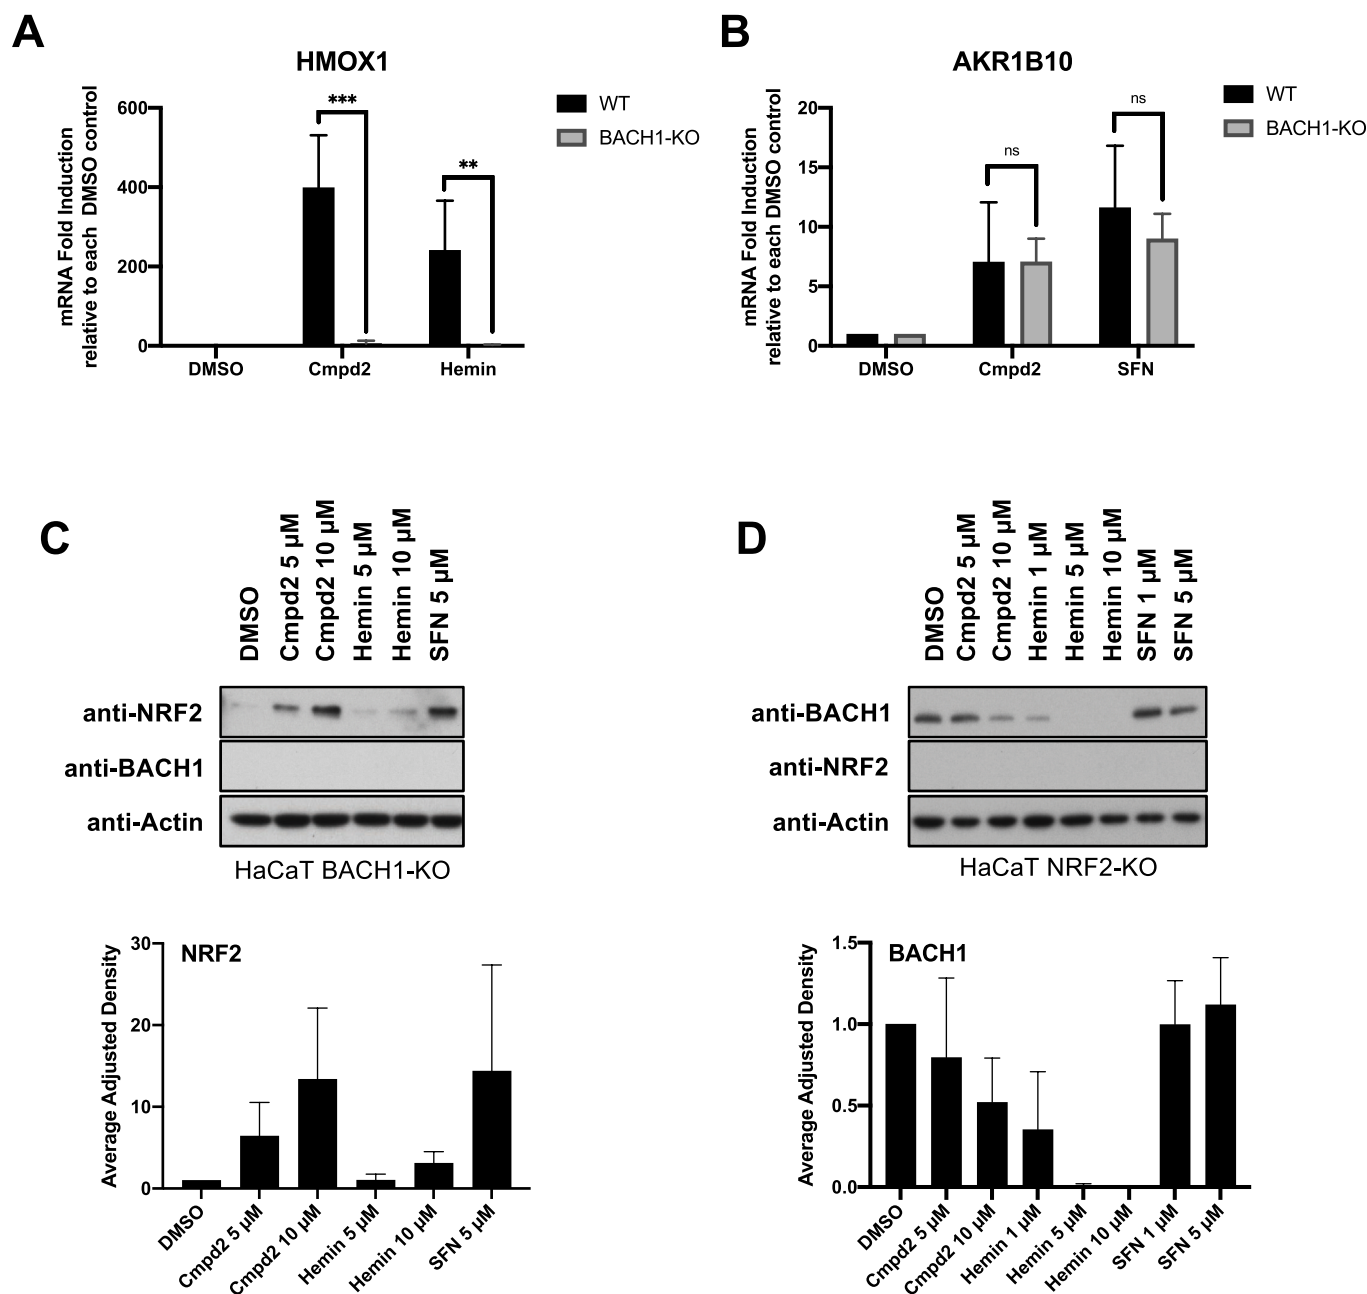 A
HMOX1
mRNA Fold Induction
relative to each DMSO control
600
400
200
0
***
**
DMSO
Cmpd2
Hemin
WT
BACH1-KO
B
AKR1B10
mRNA Fold Induction
relative to each DMSO control
20
15
10
5
0
ns
ns
DMSO
Cmpd2
SFN
WT
BACH1-KO
C
DMSO
Cmpd2 5 µM
Cmpd2 10 µM
Hemin 5 µM
Hemin 10 µM
SFN 5 µM
anti-NRF2
anti-BACH1
anti-Actin
HaCaT BACH1-KO
NRF2
Average Adjusted Density
30
20
10
0
DMSO
Cmpd2 5 µM
Cmpd2 10 µM
Hemin 5 µM
Hemin 10 µM
SFN 5 µM
D
DMSO
Cmpd2 5 µM
Cmpd2 10 µM
Hemin 1 µM
Hemin 5 µM
Hemin 10 µM
SFN 1 µM
SFN 5 µM
anti-BACH1
anti-NRF2
anti-Actin
HaCaT NRF2-KO
BACH1
Average Adjusted Density
1.5
1.0
0.5
0.0
DMSO
Cmpd2 5 µM
Cmpd2 10 µM
Hemin 1 µM
Hemin 5 µM
Hemin 10 µM
SFN 1 µM
SFN 5 µM